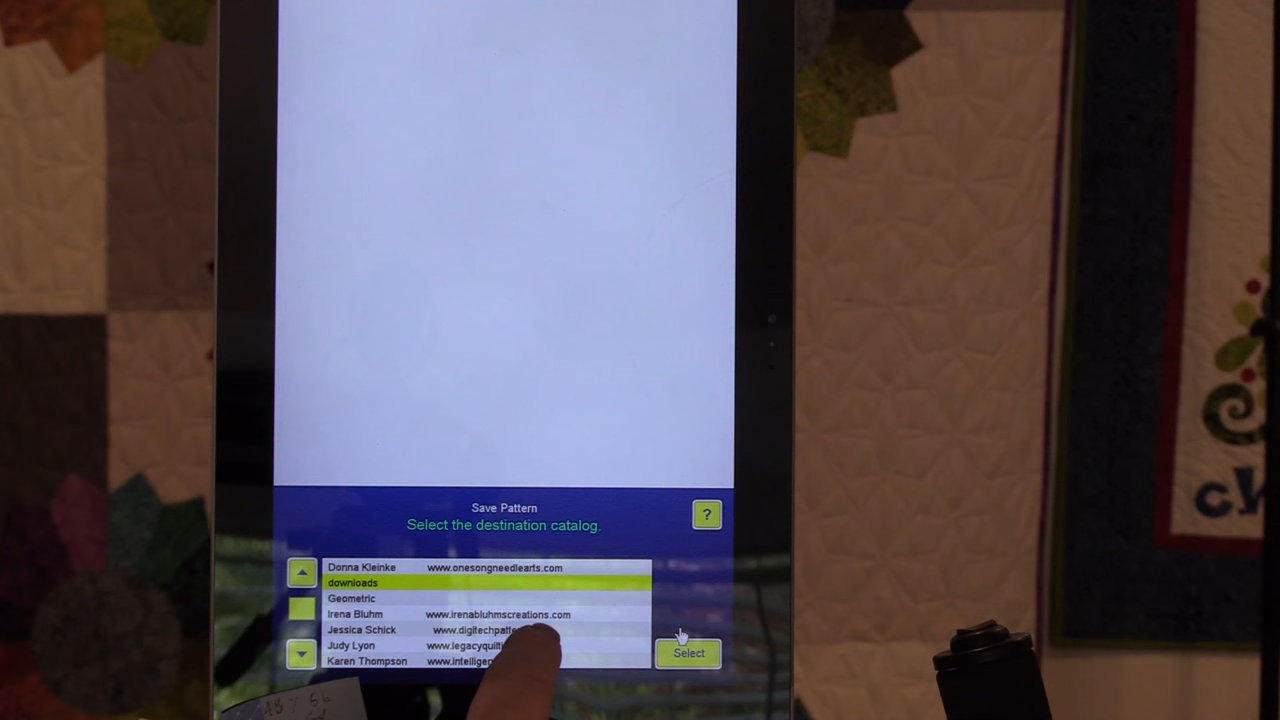 Save Pattern
?
Select the destination catalog.
Donna Kleinke www.onesongneedlearts.com
downloads
Geometric
Irena Bluhm www.irenabluhmscreations.com
Jessica Schick www.digitechpatte
Judy Lyon www.legacyquilti
Karen Thompson www.intelligen
Select
ch